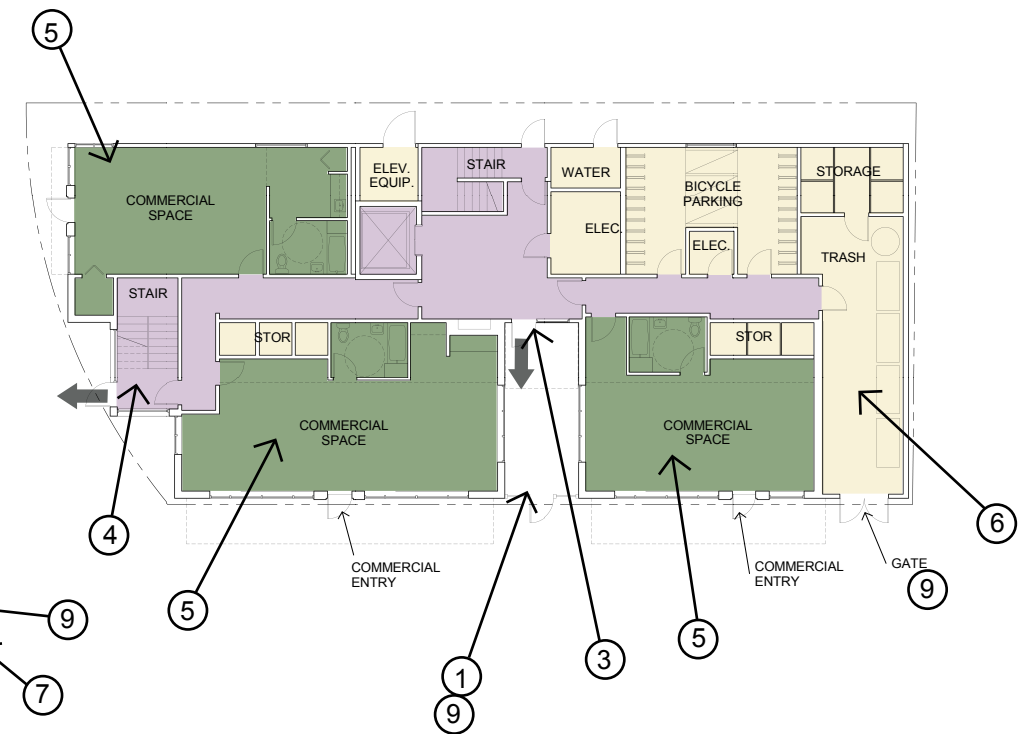 5
COMMERCIAL
SPACE
ELEV.
EQUIP.
STAIR
WATER
ELEC.
BICYCLE
PARKING
ELEC.
STORAGE
TRASH
STAIR
STOR
STOR
COMMERCIAL
SPACE
COMMERCIAL
SPACE
4
6
COMMERCIAL
ENTRY
COMMERCIAL
ENTRY
GATE
9
5
9
3
5
1
7
9